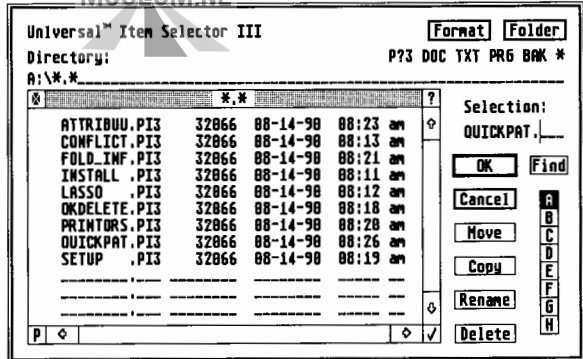 MUSEUM.NL
Universal™ Item Selector III
Format Folder
Directory:
P?3 DOC TXT PRG BAK *
A:\*.*
*.*
?
Selection:
QUICKPAT.
ATTRIBUU.PI3 32066 08-14-90 08:23 am
CONFLICT.PI3 32066 08-14-90 08:13 am
FOLD_INF.PI3 32066 08-14-90 08:21 am
INSTALL .PI3 32066 08-14-90 08:11 am
LASSO .PI3 32066 08-14-90 08:12 am
OKDELETE.PI3 32066 08-14-90 08:18 am
PRINTORS.PI3 32066 08-14-90 08:20 am
QUICKPAT.PI3 32066 08-14-90 08:26 am
SETUP .PI3 32066 08-14-90 08:19 am
OK Find
Cancel
Move
Copy
Rename
Delete
A
B
C
D
E
F
G
H
P